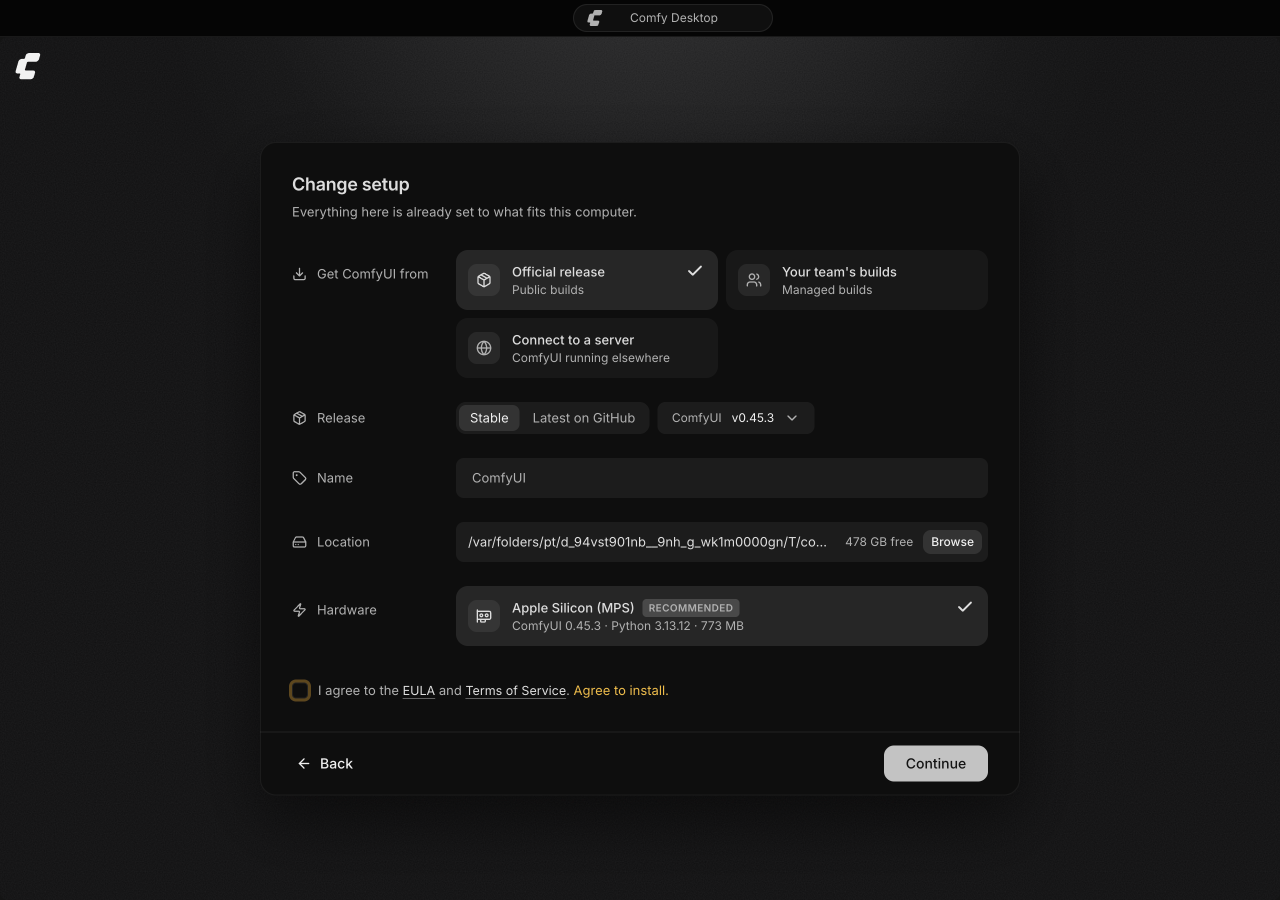 Comfy Desktop
Change setup
Everything here is already set to what fits this computer.
Get ComfyUI from
Official release
Public builds
Your team's builds
Managed builds
Connect to a server
ComfyUI running elsewhere
Release
Stable
Latest on GitHub
ComfyUI v0.45.3
Name
ComfyUI
Location
/var/folders/pt/d_94vst901nb__9nh_g_wk1m0000gn/T/co...
478 GB free
Browse
Hardware
Apple Silicon (MPS) RECOMMENDED
ComfyUI 0.45.3 · Python 3.13.12 · 773 MB
I agree to the EULA and Terms of Service. Agree to install.
Back
Continue